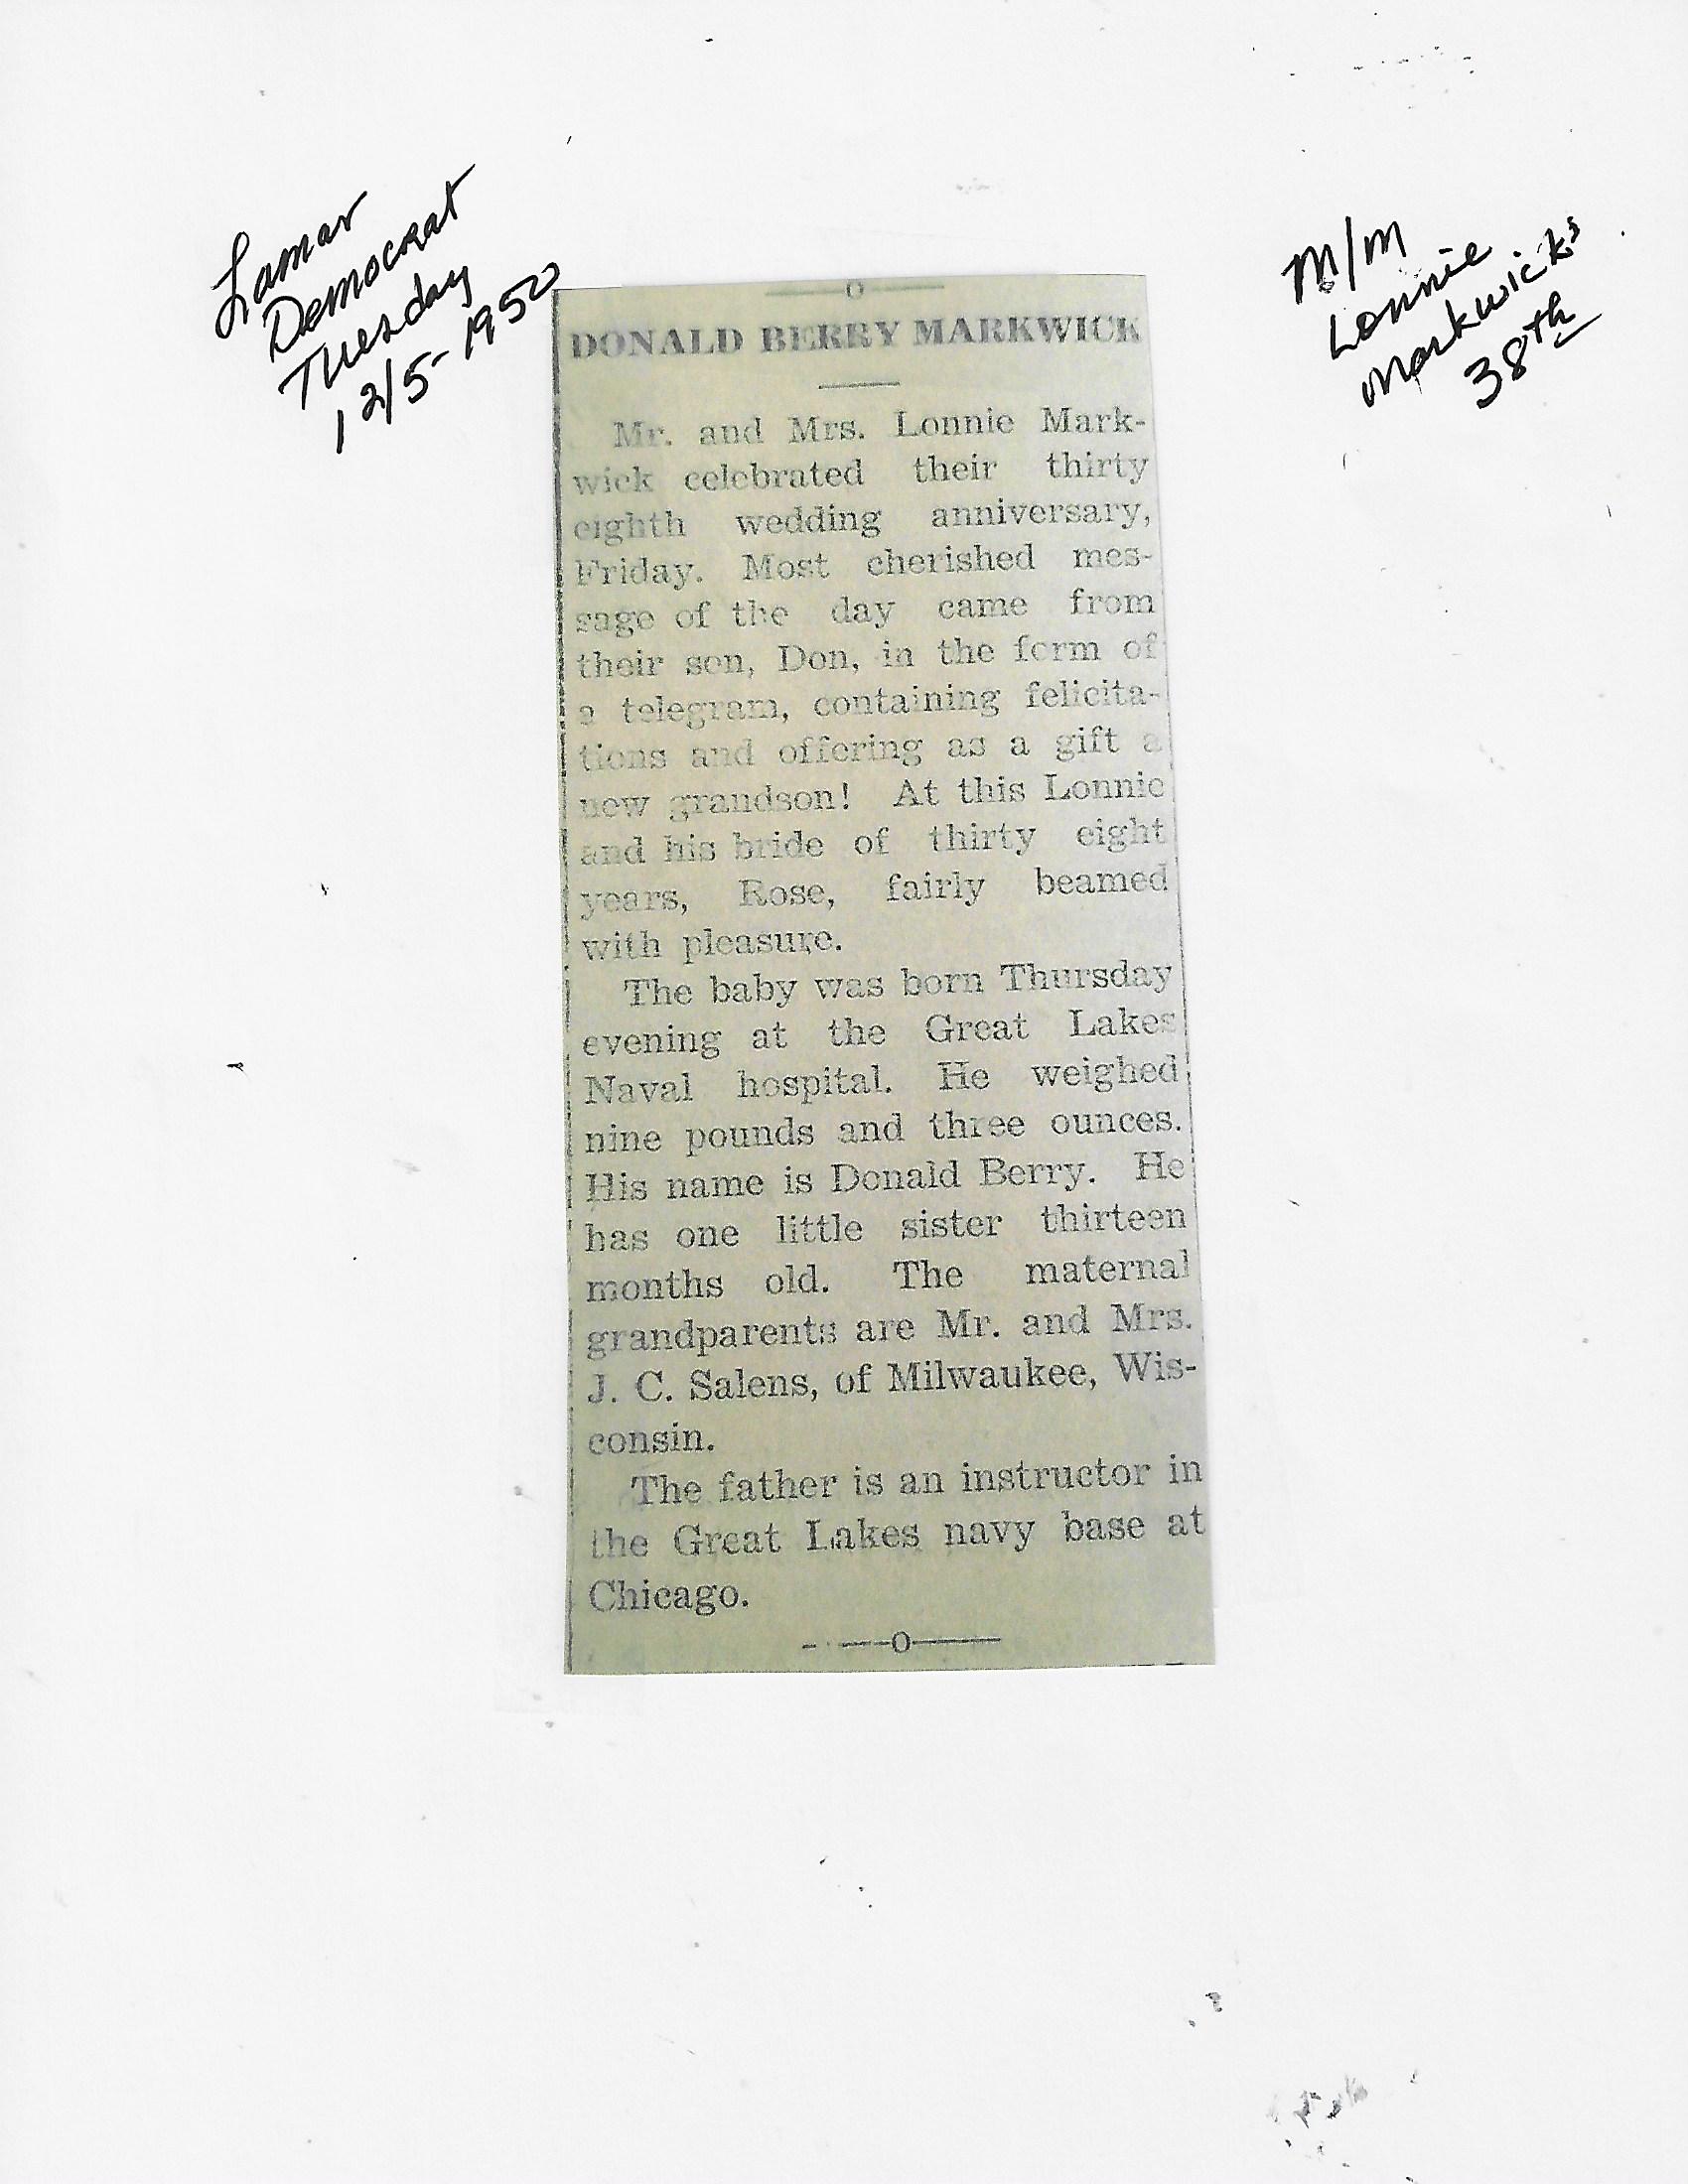 Lamar
Democrat
Tuesday
12/5-1950
M/M
Lonnie
Markwicks
38th
DONALD BERRY MARKWICK
Mr. and Mrs. Lonnie Mark-
wick celebrated their thirty
eighth wedding anniversary,
Friday. Most cherished mes-
sage of the day came from
their son, Don, in the form of
a telegram, containing felicita-
tions and offering as a gift a
new grandson! At this Lonnie
and his bride of thirty eight
years, Rose, fairly beamed
with pleasure.
The baby was born Thursday
evening at the Great Lakes
Naval hospital. He weighed
nine pounds and three ounces.
His name is Donald Berry. He
has one little sister thirteen
months old. The maternal
grandparents are Mr. and Mrs.
J. C. Salens, of Milwaukee, Wis-
consin.
The father is an instructor in
the Great Lakes navy base at
Chicago.